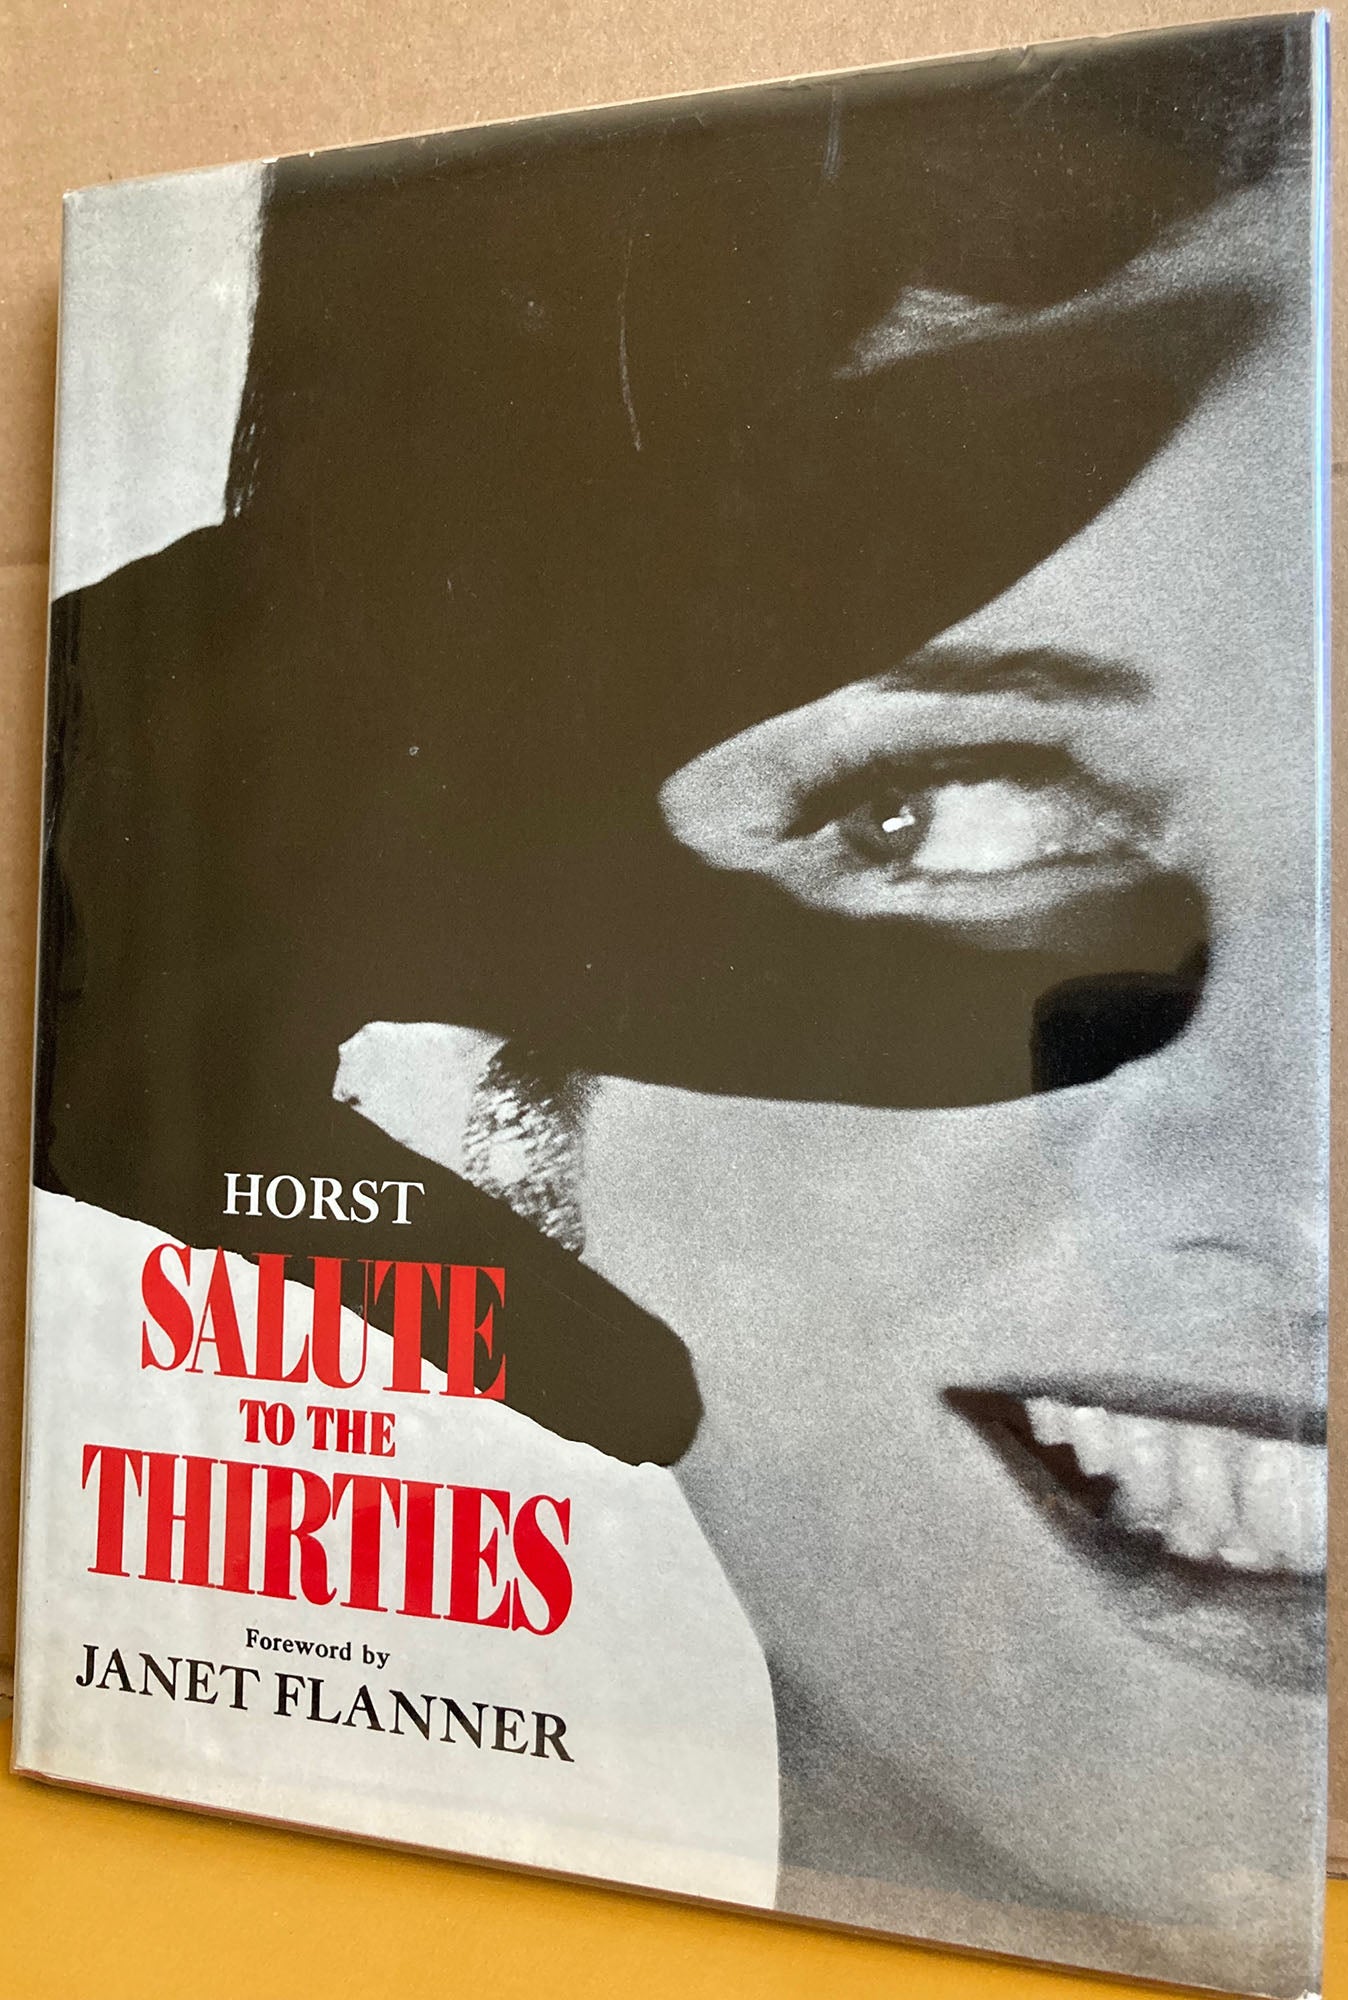 HORST
SALUTE
TO THE
THIRTIES
Foreword by
JANET FLANNER